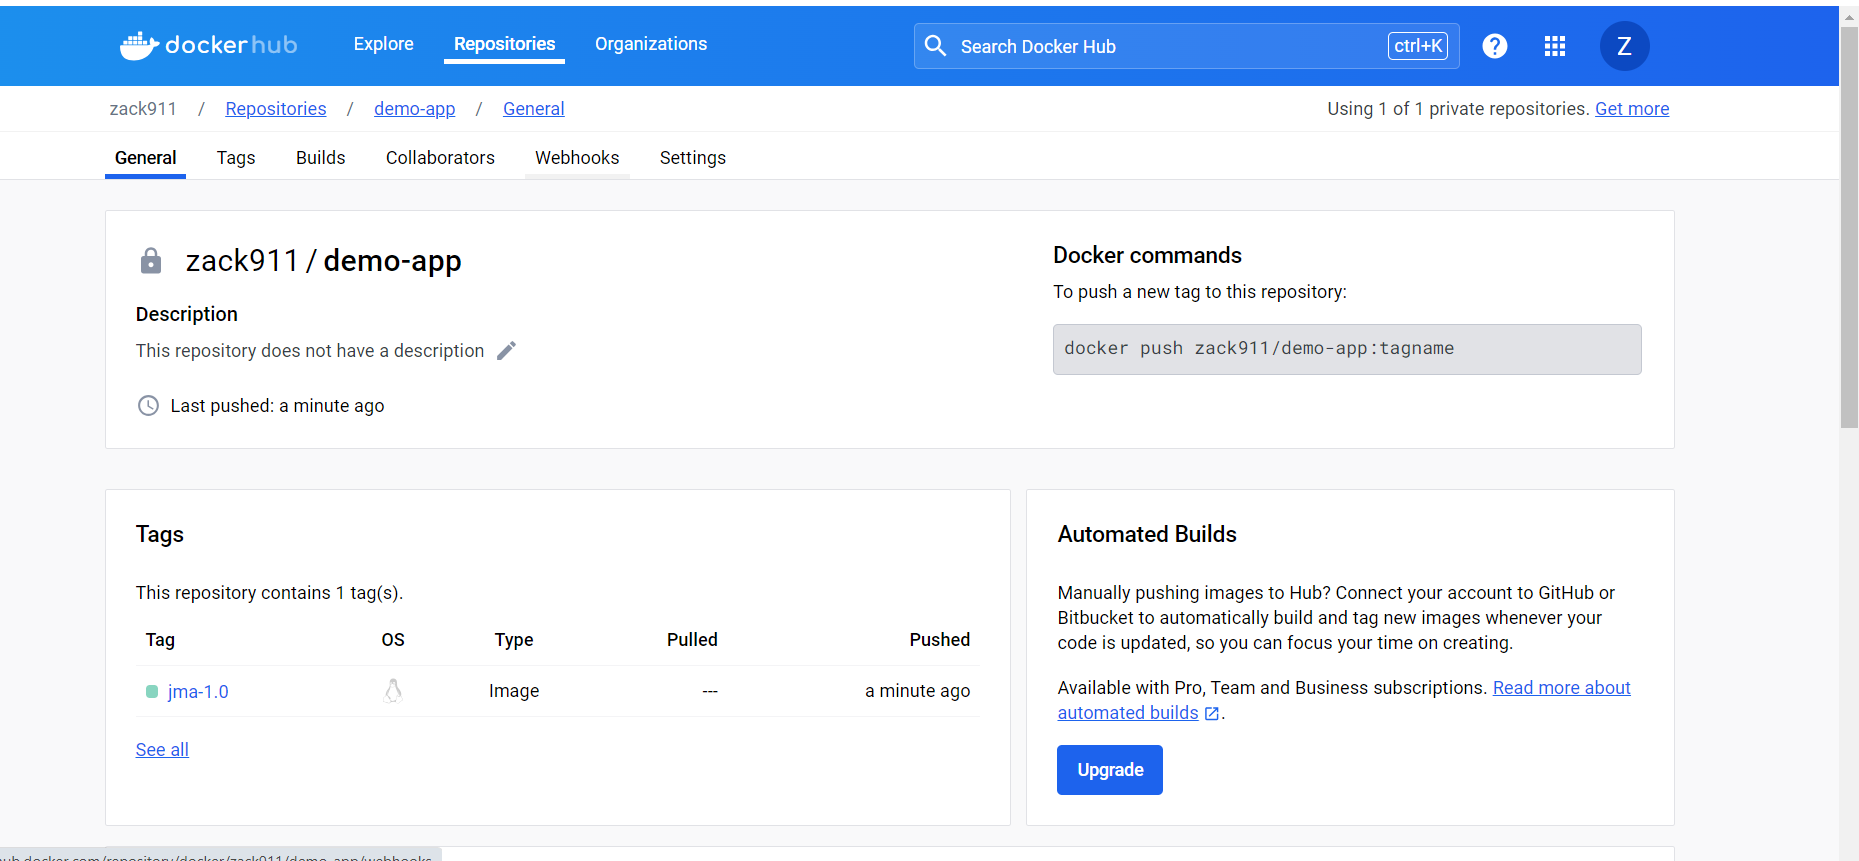 dockerhub Explore Repositories Organizations Search Docker Hub ctrl+K ? Z
zack911 / Repositories / demo-app / General Using 1 of 1 private repositories. Get more
General Tags Builds Collaborators Webhooks Settings
zack911 / demo-app
Description
This repository does not have a description
Last pushed: a minute ago
Docker commands
To push a new tag to this repository:
docker push zack911/demo-app:tagname
Tags
This repository contains 1 tag(s).
Tag OS Type Pulled Pushed
jma-1.0 Image --- a minute ago
See all
Automated Builds
Manually pushing images to Hub? Connect your account to GitHub or
Bitbucket to automatically build and tag new images whenever your
code is updated, so you can focus your time on creating.
Available with Pro, Team and Business subscriptions. Read more about
automated builds .
Upgrade
hub.docker.com/repository/docker/zack911/demo-app/webhooks